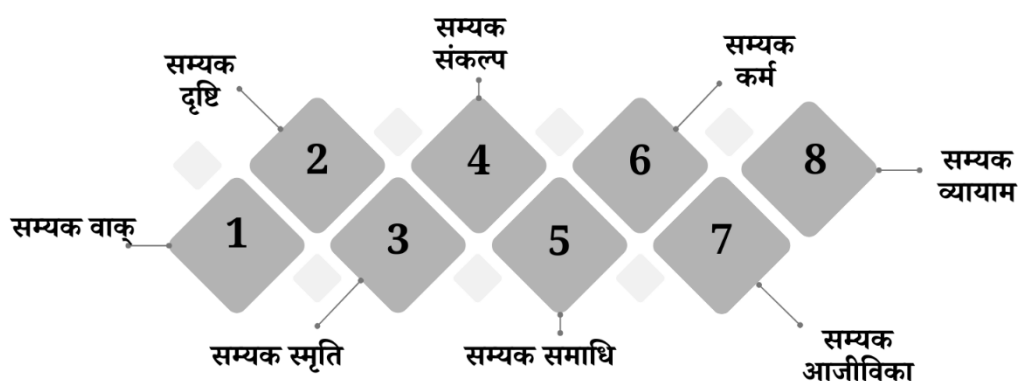 सम्यक
संकल्प
सम्यक
कर्म
सम्यक
दृष्टि
2
4
6
8
सम्यक
व्यायाम
सम्यक वाक्
1
3
5
7
सम्यक स्मृति
सम्यक समाधि
सम्यक
आजीविका